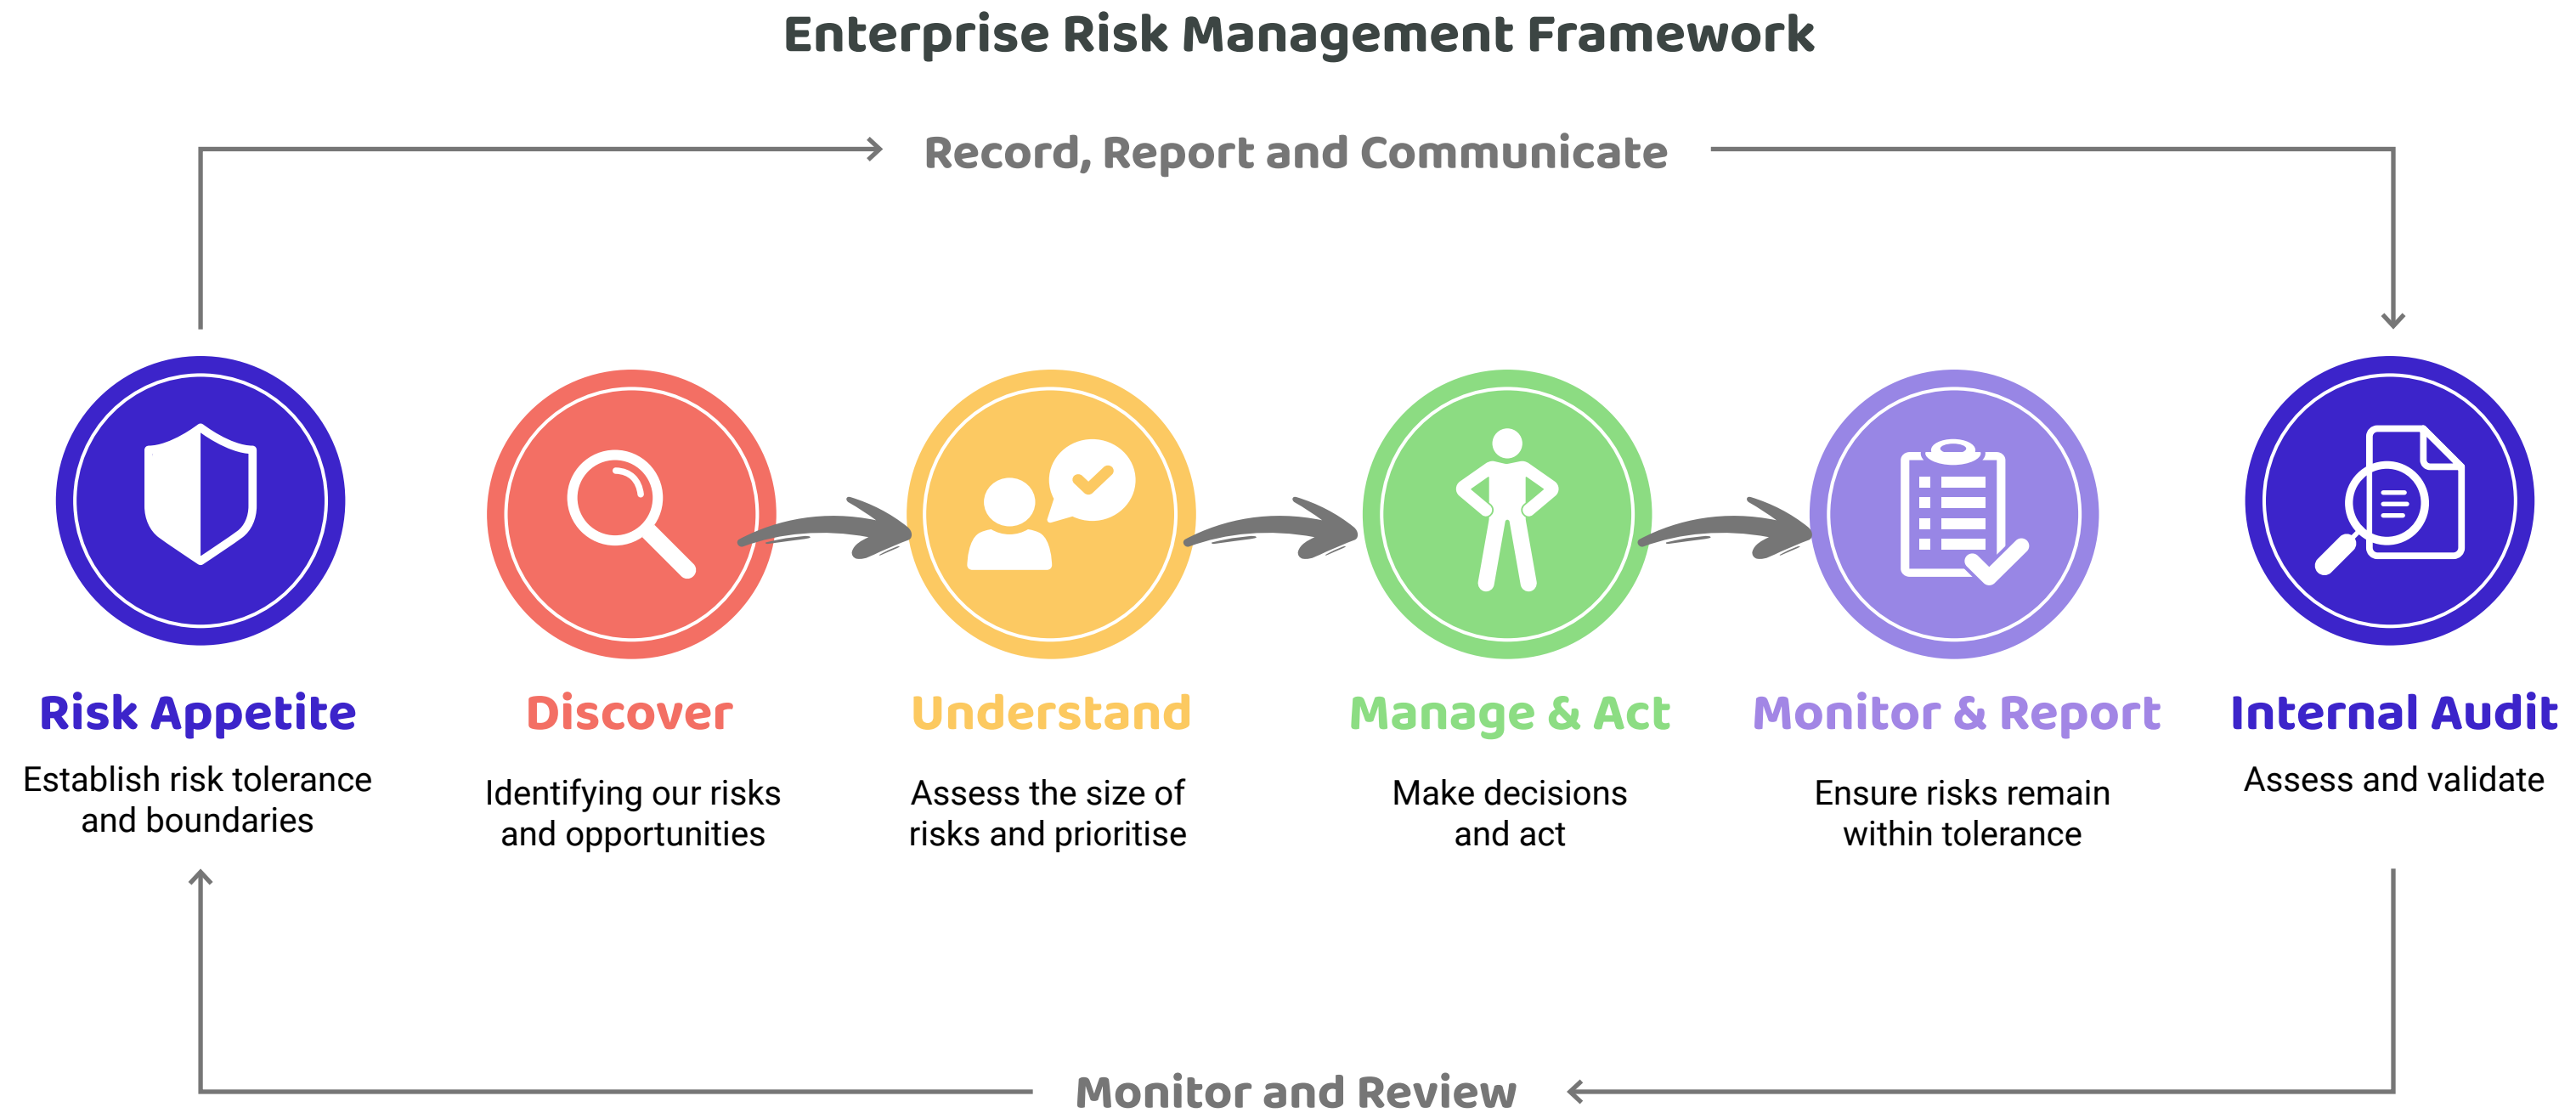 Enterprise Risk Management Framework
Record, Report and Communicate
Risk Appetite
Establish risk tolerance
and boundaries
Discover
Identifying our risks
and opportunities
Understand
Assess the size of
risks and prioritise
Manage & Act
Make decisions
and act
Monitor & Report
Ensure risks remain
within tolerance
Internal Audit
Assess and validate
Monitor and Review